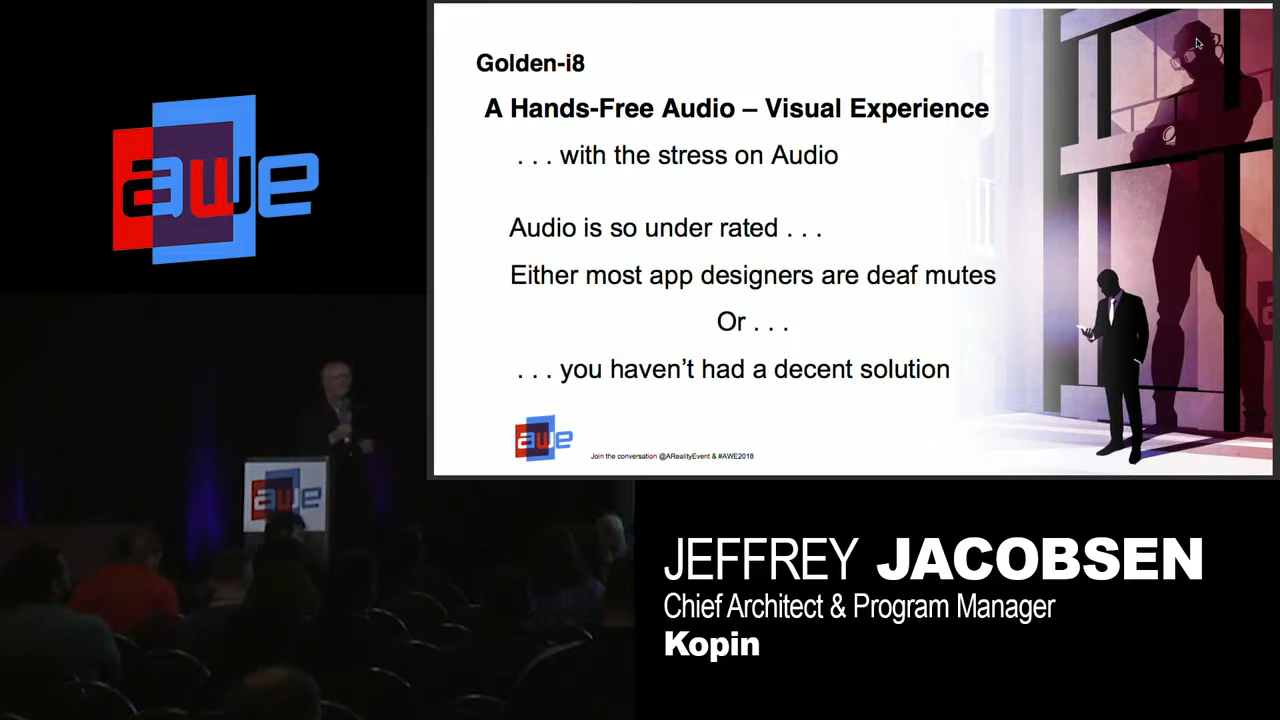 awe
awe
Golden-i8
A Hands-Free Audio – Visual Experience
. . . with the stress on Audio
Audio is so under rated . . .
Either most app designers are deaf mutes
Or . . .
. . . you haven’t had a decent solution
awe
Join the conversation @ARealityEvent & #AWE2018
JEFFREY JACOBSEN
Chief Architect & Program Manager
Kopin